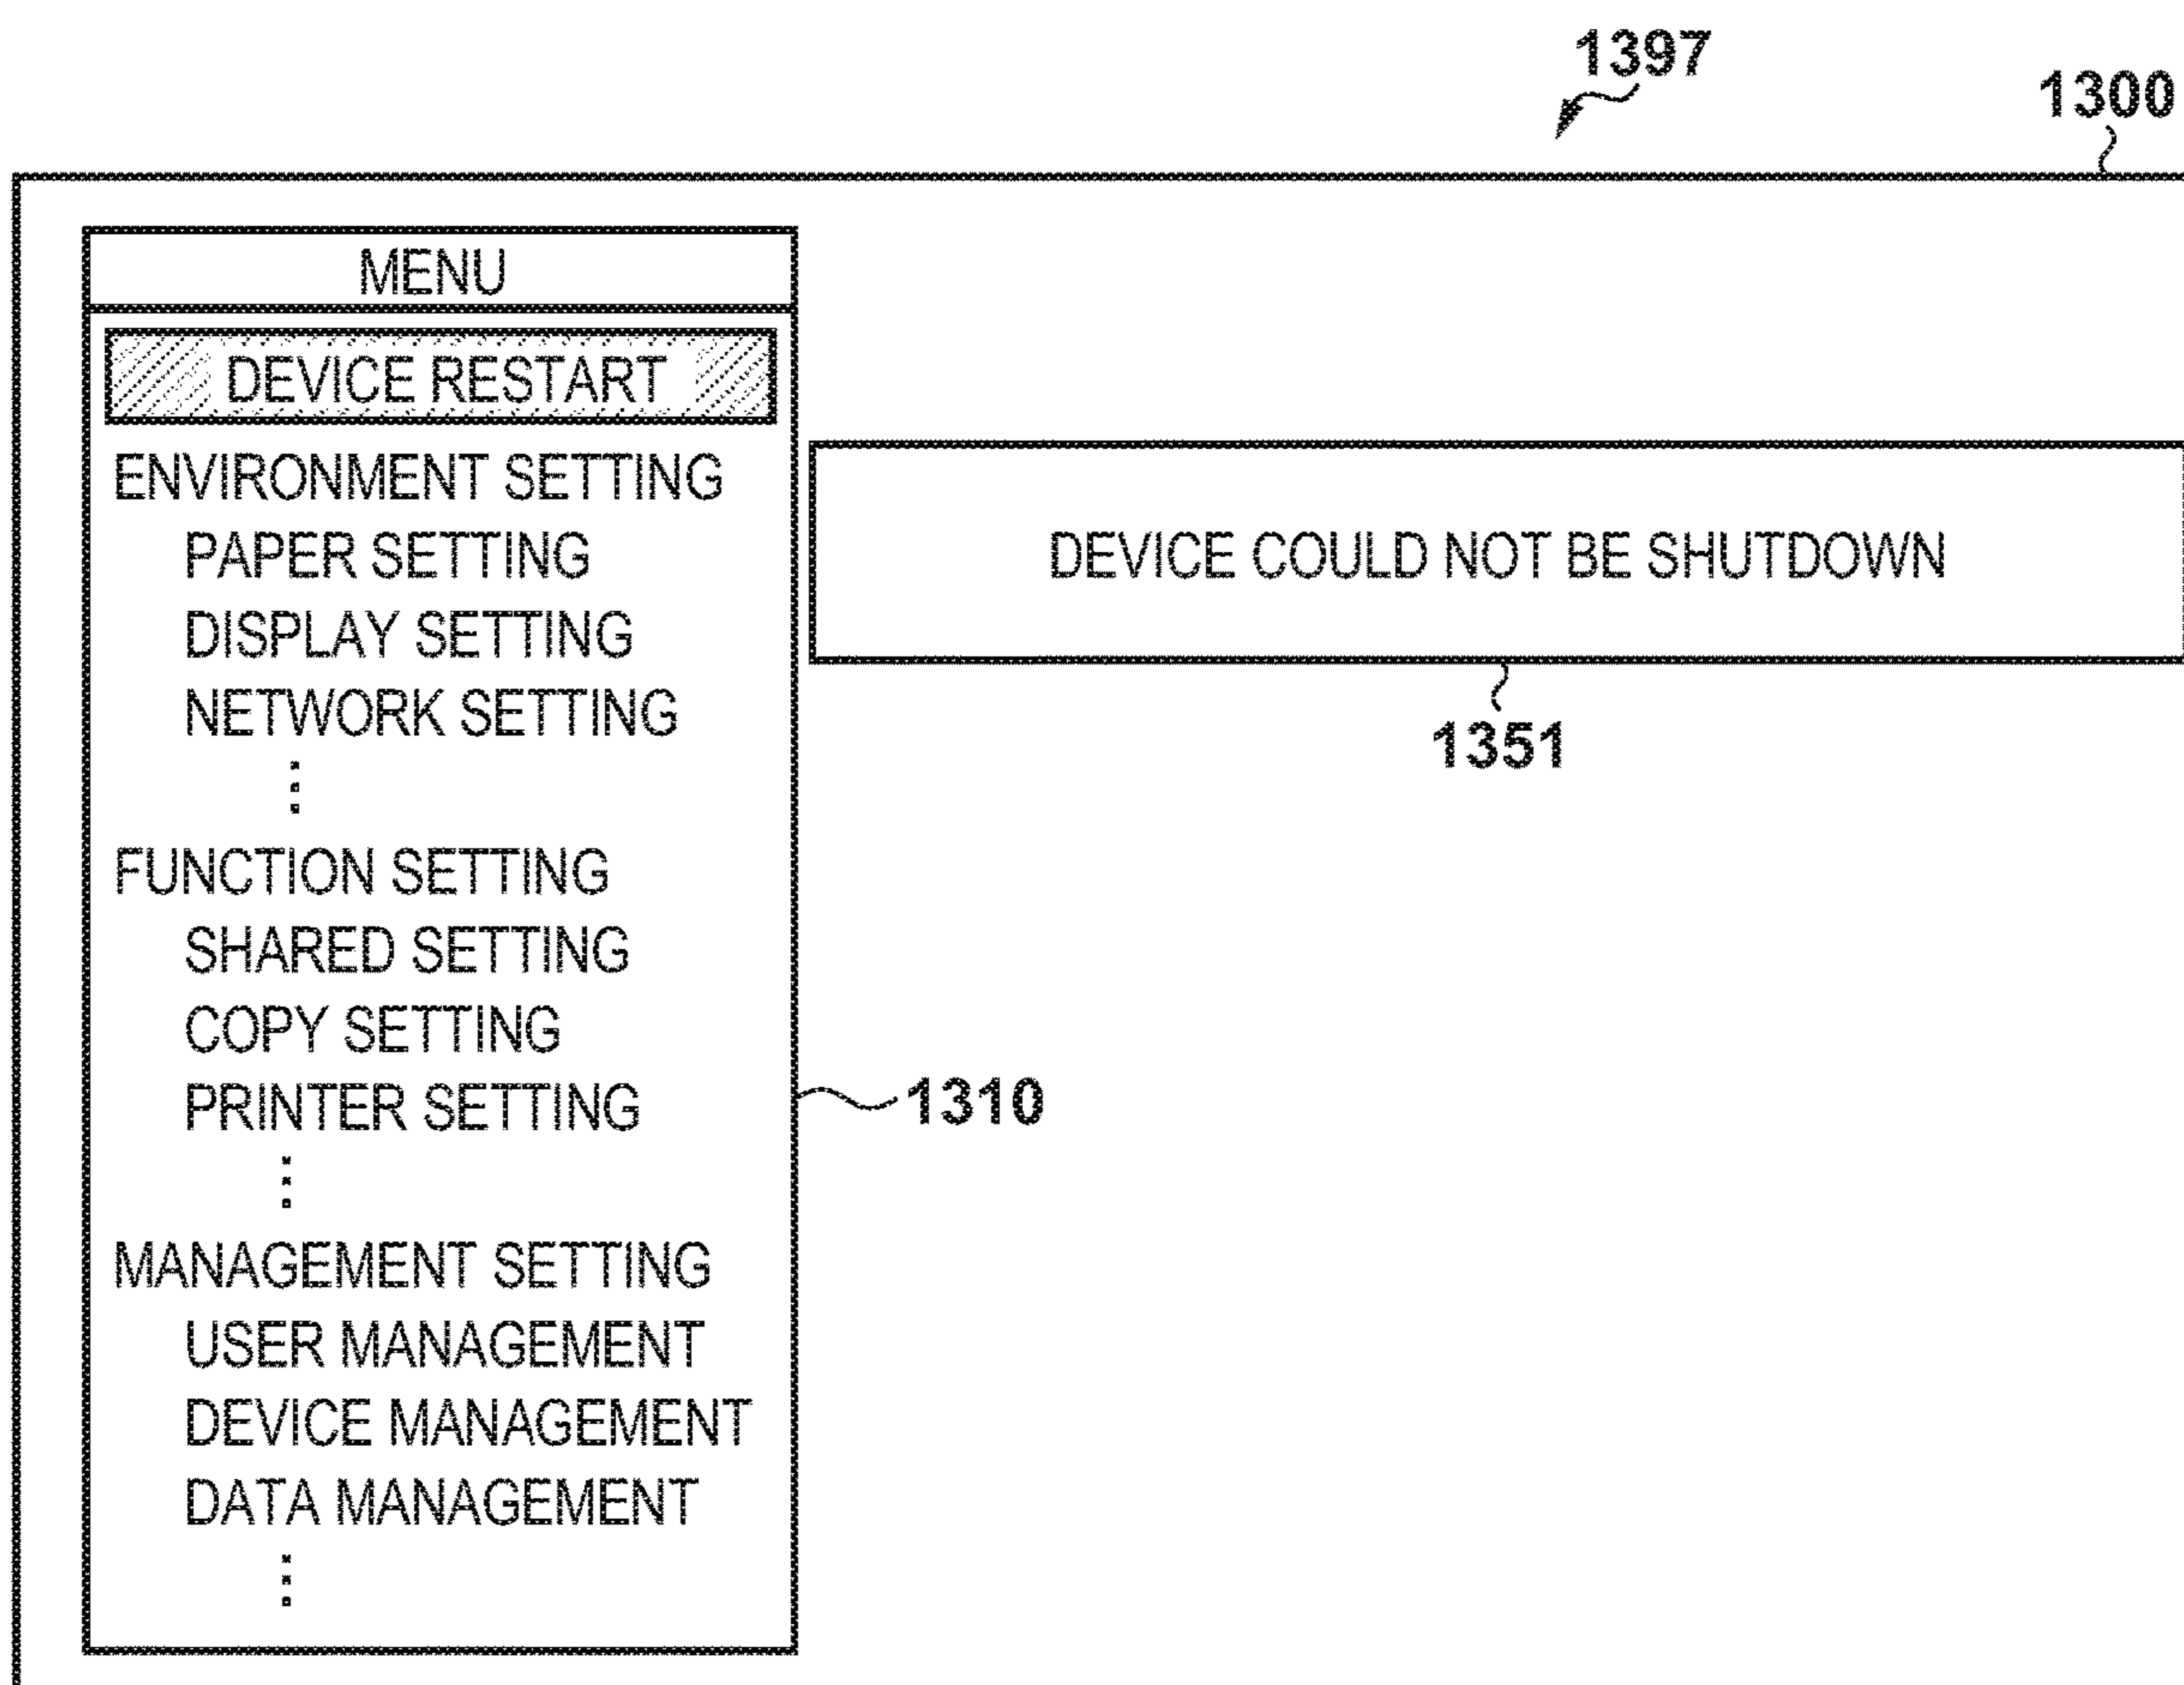 1397
1300
MENU
DEVICE RESTART
ENVIRONMENT SETTING
PAPER SETTING
DISPLAY SETTING
NETWORK SETTING
⋮
FUNCTION SETTING
SHARED SETTING
COPY SETTING
PRINTER SETTING
⋮
MANAGEMENT SETTING
USER MANAGEMENT
DEVICE MANAGEMENT
DATA MANAGEMENT
⋮
DEVICE COULD NOT BE SHUTDOWN
1351
1310